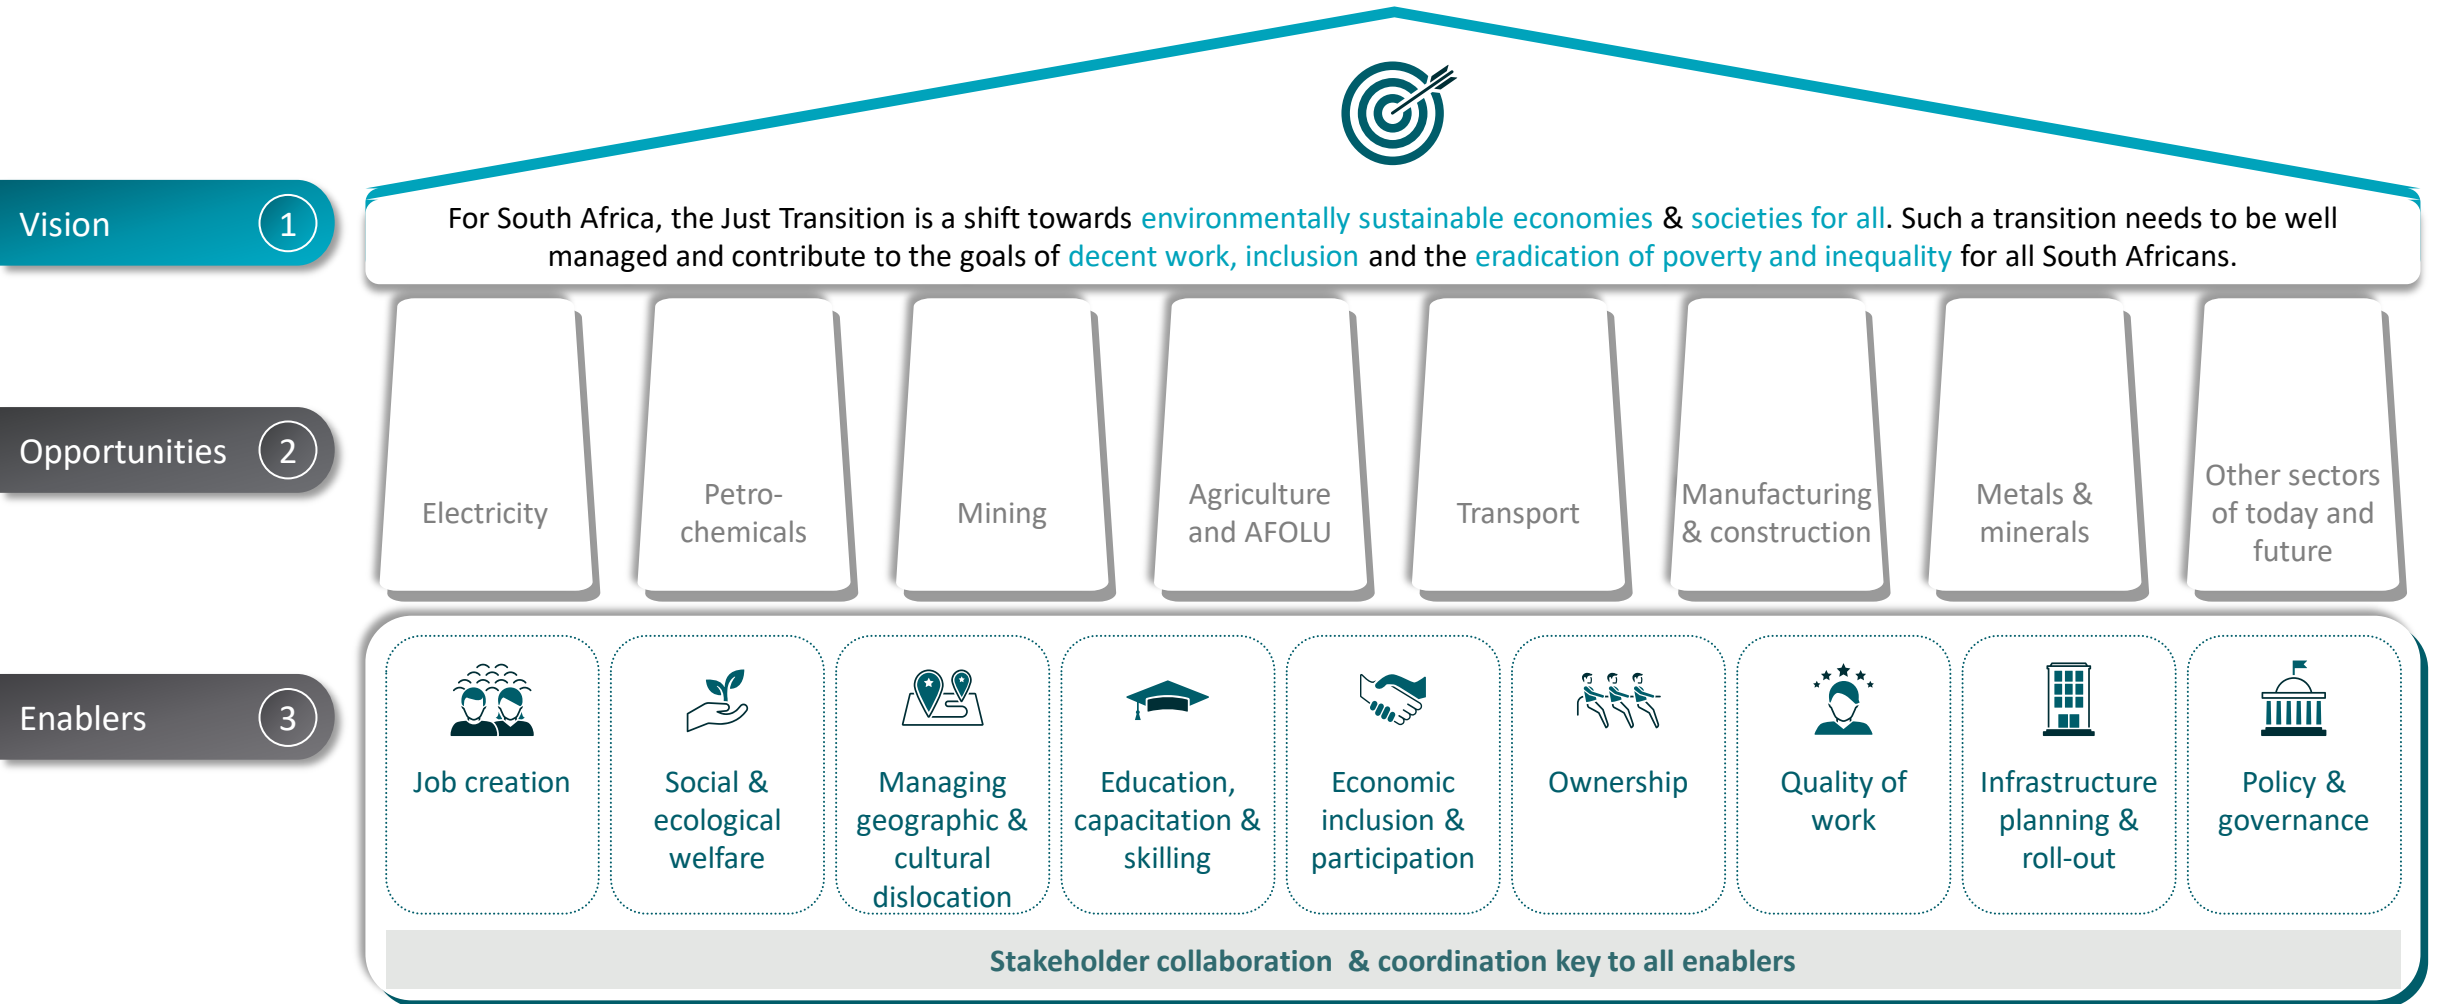 Vision 1
For South Africa, the Just Transition is a shift towards environmentally sustainable economies & societies for all. Such a transition needs to be well
managed and contribute to the goals of decent work, inclusion and the eradication of poverty and inequality for all South Africans.
Opportunities 2
Electricity
Petro-
chemicals
Mining
Agriculture
and AFOLU
Transport
Manufacturing
& construction
Metals &
minerals
Other sectors
of today and
future
Enablers 3
Job creation
Social &
ecological
welfare
Managing
geographic &
cultural
dislocation
Education,
capacitation &
skilling
Economic
inclusion &
participation
Ownership
Quality of
work
Infrastructure
planning &
roll-out
Policy &
governance
Stakeholder collaboration & coordination key to all enablers